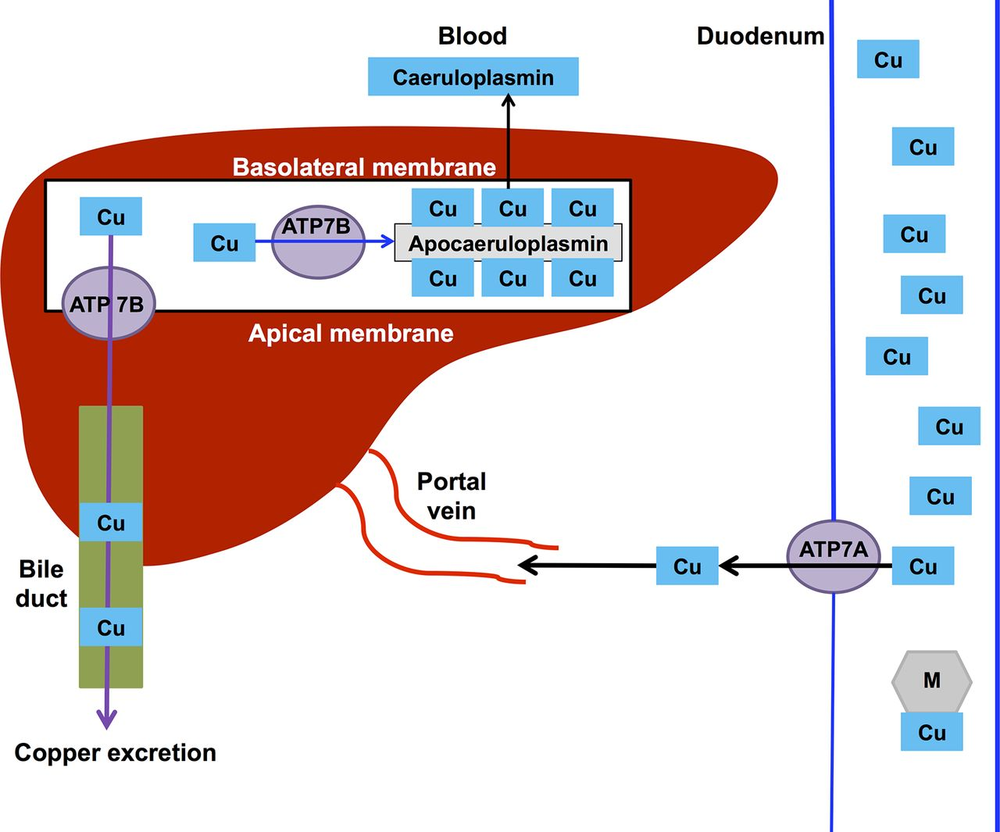 Blood
Duodenum
Caeruloplasmin
Cu
Cu
Cu
Cu
Cu
Cu
Cu
Cu
Basolateral membrane
Cu
Cu
ATP7B
Cu
Cu
Cu
Apocaeruloplasmin
Cu
Cu
Cu
ATP 7B
Apical membrane
Portal
vein
Cu
ATP7A
Cu
Cu
Bile
duct
Cu
M
Cu
Copper excretion